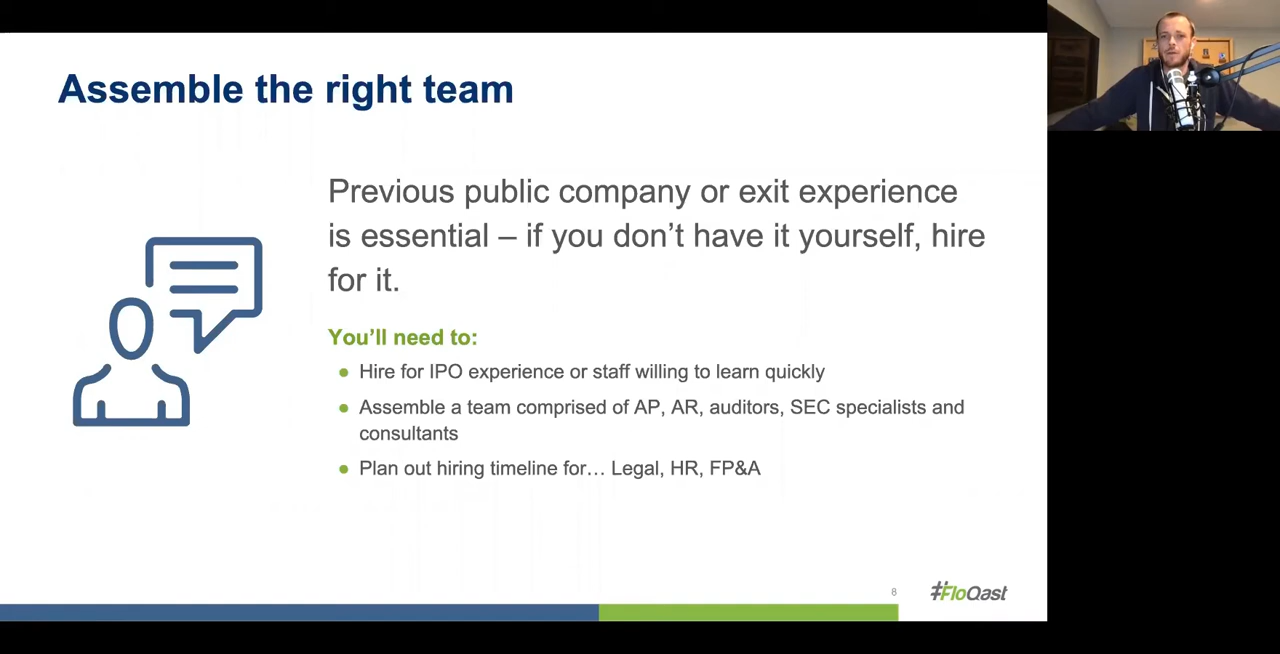 Assemble the right team
Previous public company or exit experience
is essential – if you don’t have it yourself, hire
for it.
You’ll need to:
● Hire for IPO experience or staff willing to learn quickly
● Assemble a team comprised of AP, AR, auditors, SEC specialists and
consultants
● Plan out hiring timeline for… Legal, HR, FP&A
8
FloQast